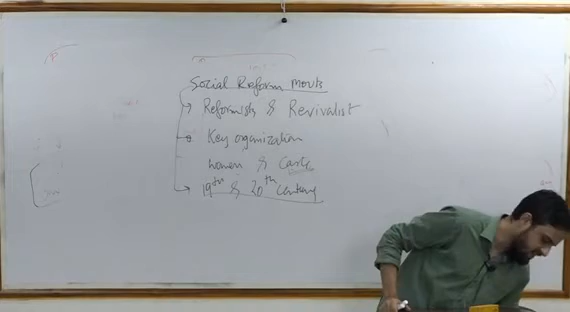 Social Reform Movts
Reformists & Revivalist
Key organization
women & Caste
19th & 20th Century